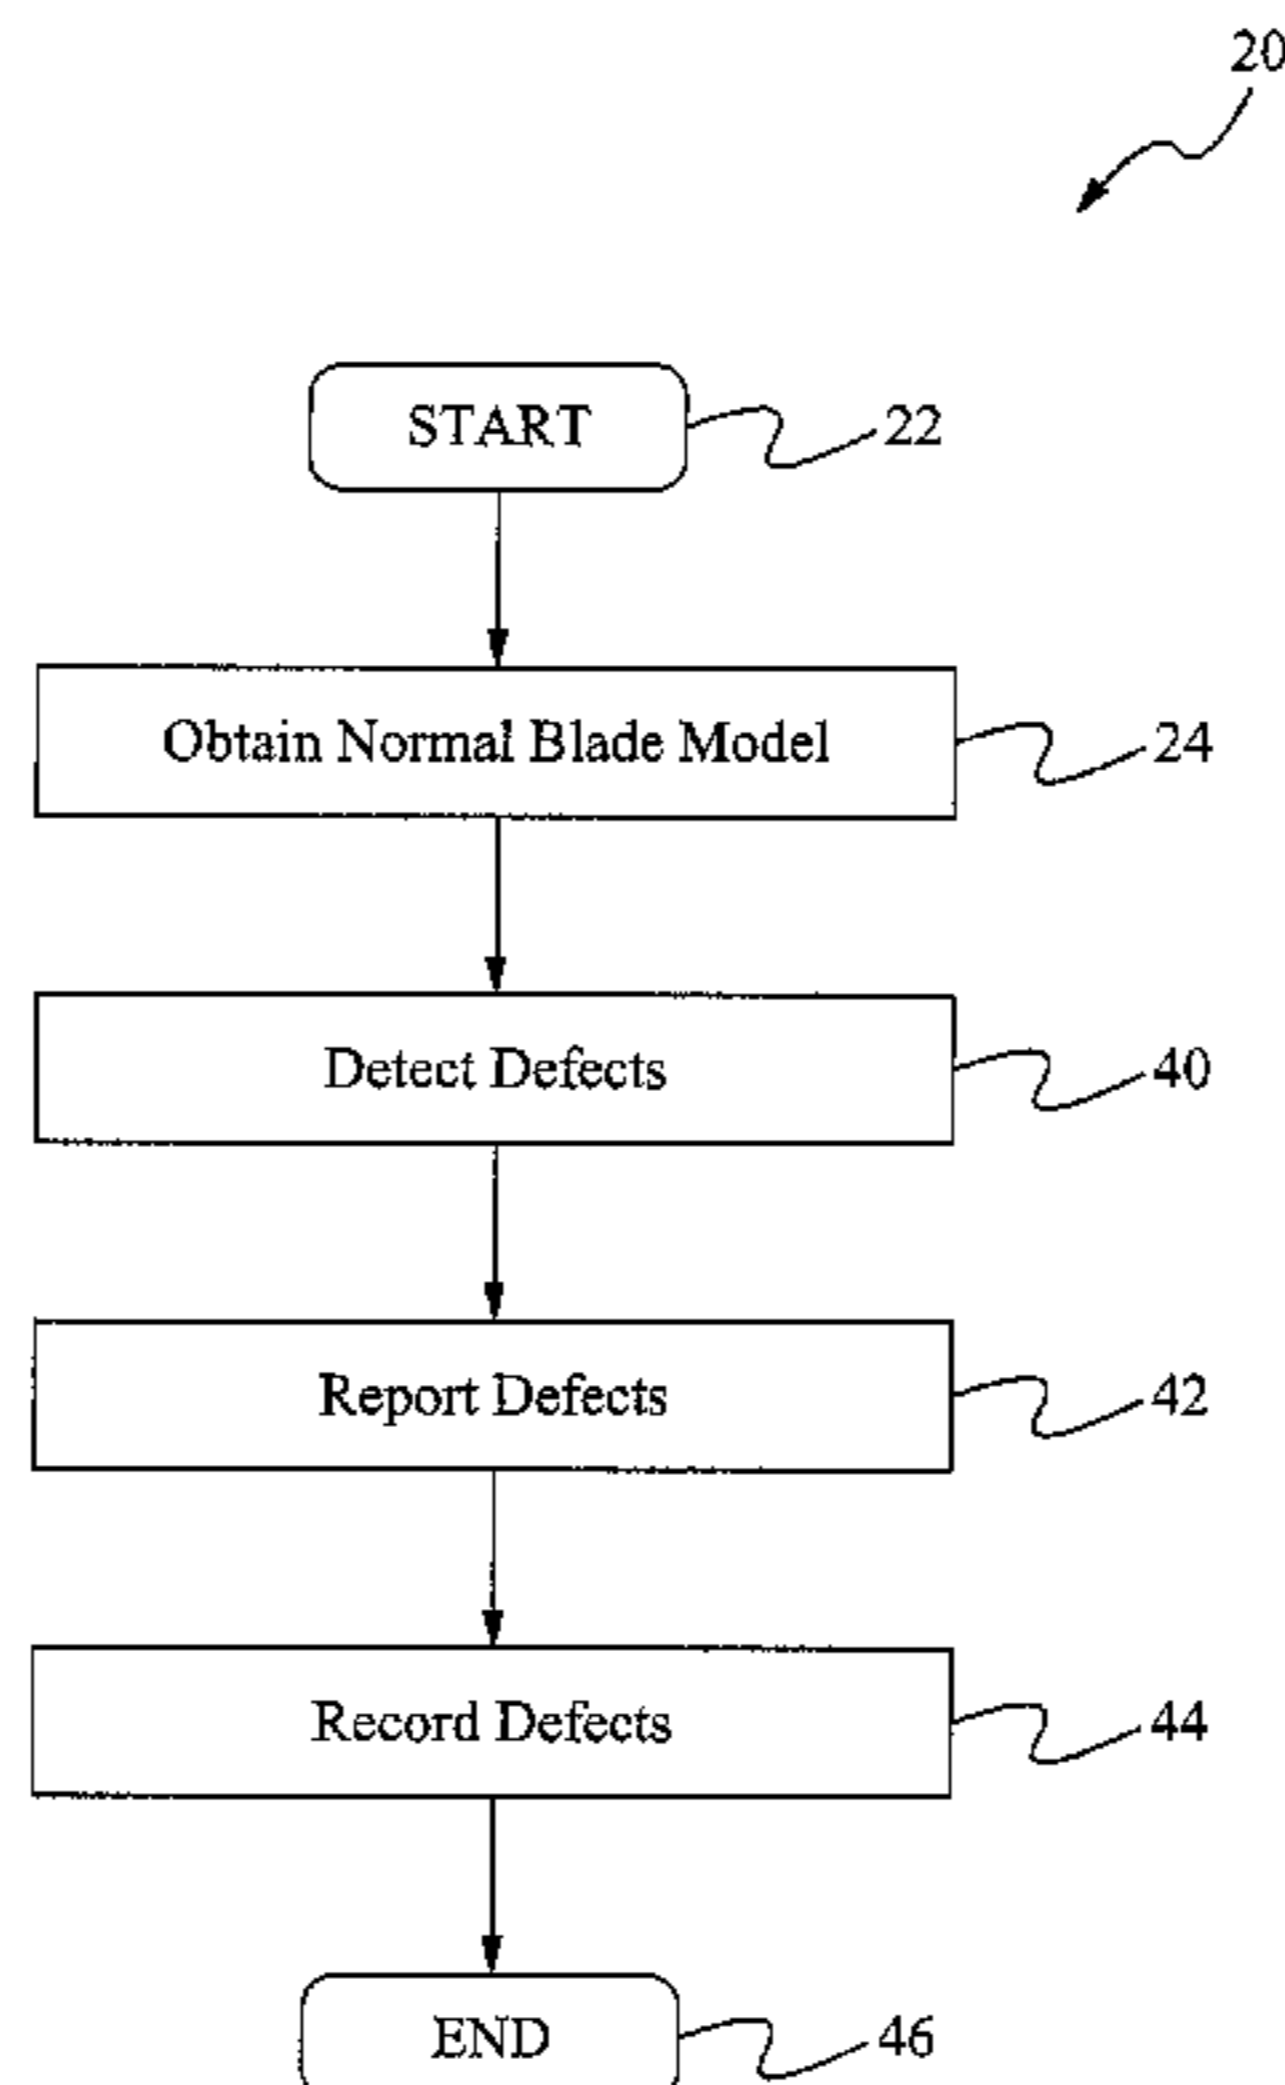 20
START
22
Obtain Normal Blade Model
24
Detect Defects
40
Report Defects
42
Record Defects
44
END
46